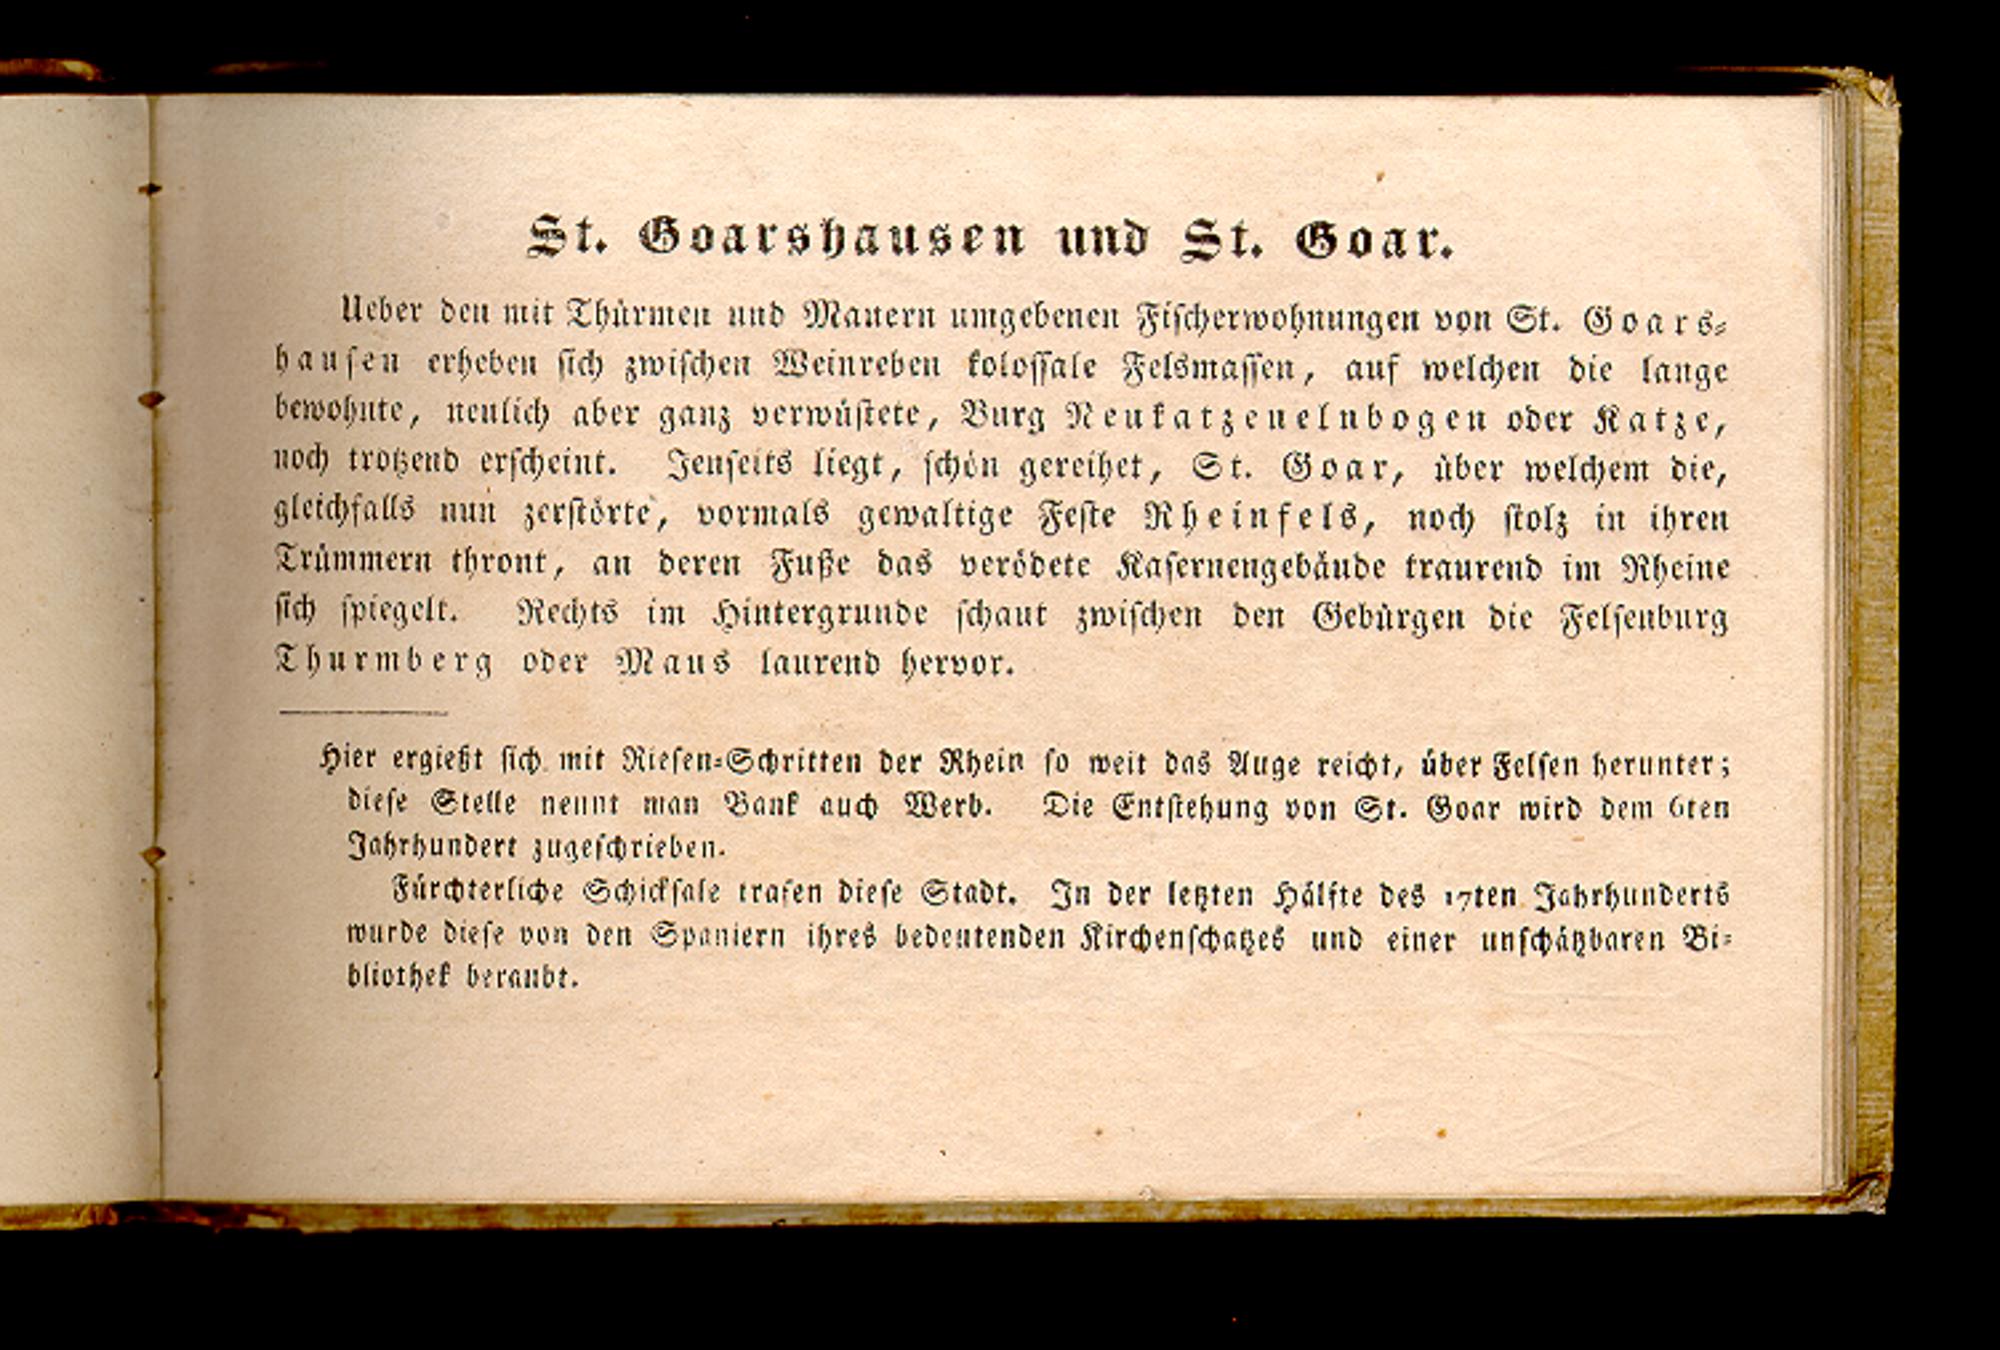 St. Goarshausen und St. Goar.
Ueber den mit Thürmen und Mauern umgebenen Fischerwohnungen von St. Goars-
hausen erheben sich zwischen Weinreben kolossale Felsmassen, auf welchen die lange
bewohnte, neulich aber ganz verwüstete, Burg Neukatzenelnbogen oder Katze,
noch trotzend erscheint. Jenseits liegt, schön gereihet, St. Goar, über welchem die,
gleichfalls nun zerstörte, vormals gewaltige Feste Rheinfels, noch stolz in ihren
Trümmern thront, an deren Fuße das verödete Kasernengebäude traurend im Rheine
sich spiegelt. Rechts im Hintergrunde schaut zwischen den Gebürgen die Felsenburg
Thurmberg oder Maus laurend hervor.
Hier ergießt sich mit Riesen-Schritten der Rhein so weit das Auge reicht, über Felsen herunter;
diese Stelle nennt man Bank auch Werb. Die Entstehung von St. Goar wird dem 6ten
Jahrhundert zugeschrieben.
Fürchterliche Schicksale trafen diese Stadt. In der letzten Hälfte des 17ten Jahrhunderts
wurde diese von den Spaniern ihres bedeutenden Kirchenschatzes und einer unschätzbaren Bi-
bliothek beraubt.